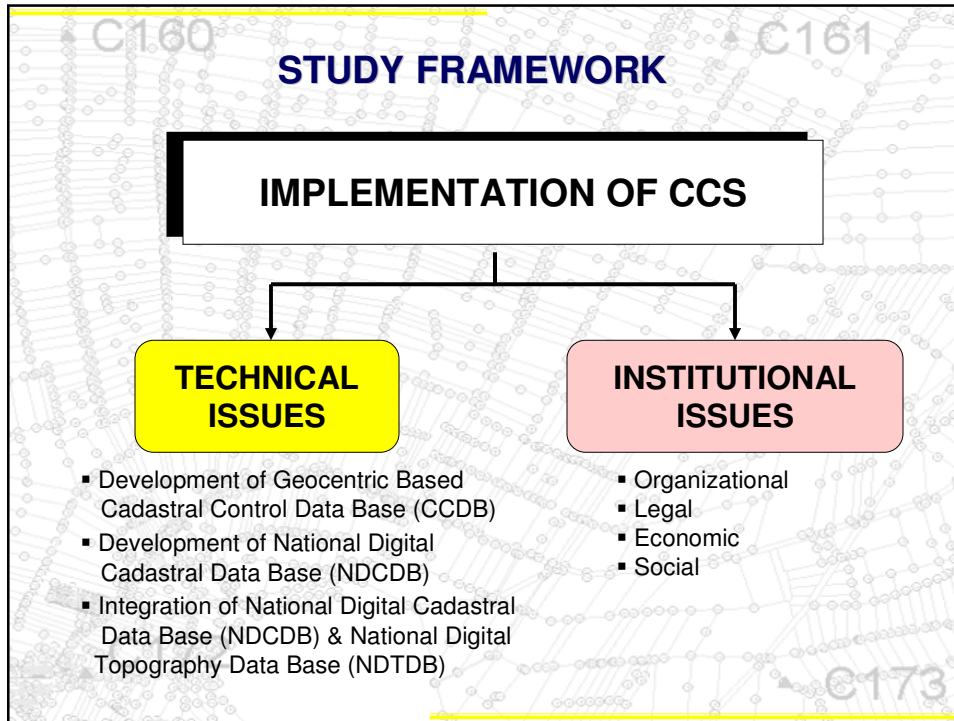 C160
C161
STUDY FRAMEWORK
IMPLEMENTATION OF CCS
TECHNICAL
ISSUES
▪ Development of Geocentric Based
Cadastral Control Data Base (CCDB)
▪ Development of National Digital
Cadastral Data Base (NDCDB)
▪ Integration of National Digital Cadastral
Data Base (NDCDB) & National Digital
Topography Data Base (NDTDB)
INSTITUTIONAL
ISSUES
▪ Organizational
▪ Legal
▪ Economic
▪ Social
C173